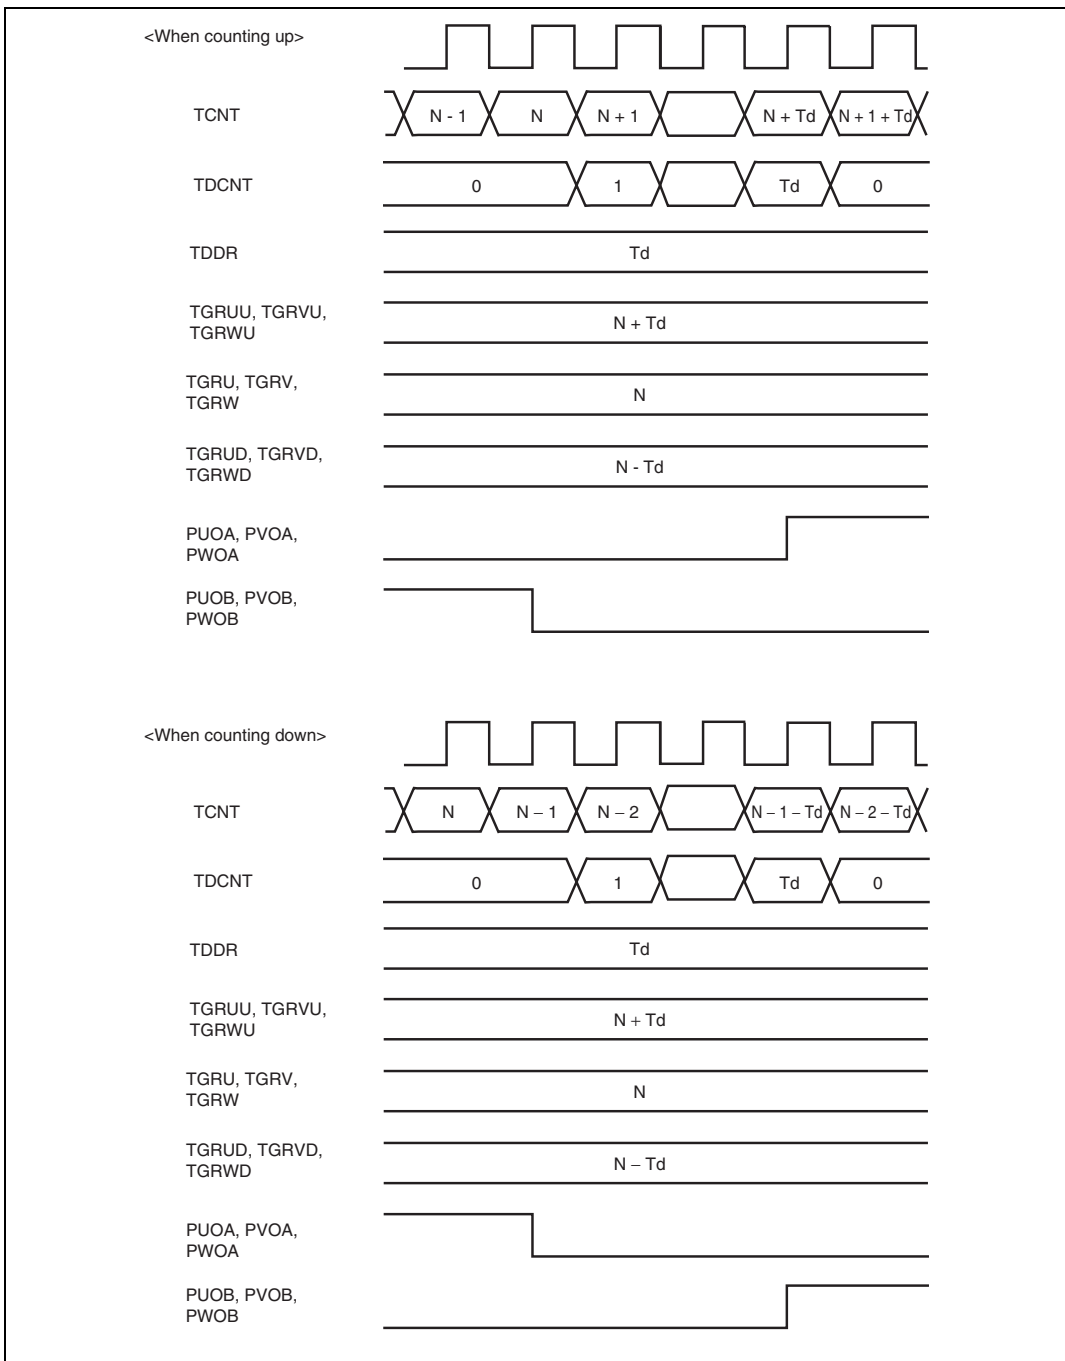 <When counting up>
TCNT
N - 1 N N + 1 N + Td N + 1 + Td
TDCNT
0 1 Td 0
TDDR
Td
TGRUU, TGRVU,
TGRWU
N + Td
TGRU, TGRV,
TGRW
N
TGRUD, TGRVD,
TGRWD
N - Td
PUOA, PVOA,
PWOA
PUOB, PVOB,
PWOB
<When counting down>
TCNT
N N – 1 N – 2 N – 1 – Td N – 2 – Td
TDCNT
0 1 Td 0
TDDR
Td
TGRUU, TGRVU,
TGRWU
N + Td
TGRU, TGRV,
TGRW
N
TGRUD, TGRVD,
TGRWD
N – Td
PUOA, PVOA,
PWOA
PUOB, PVOB,
PWOB